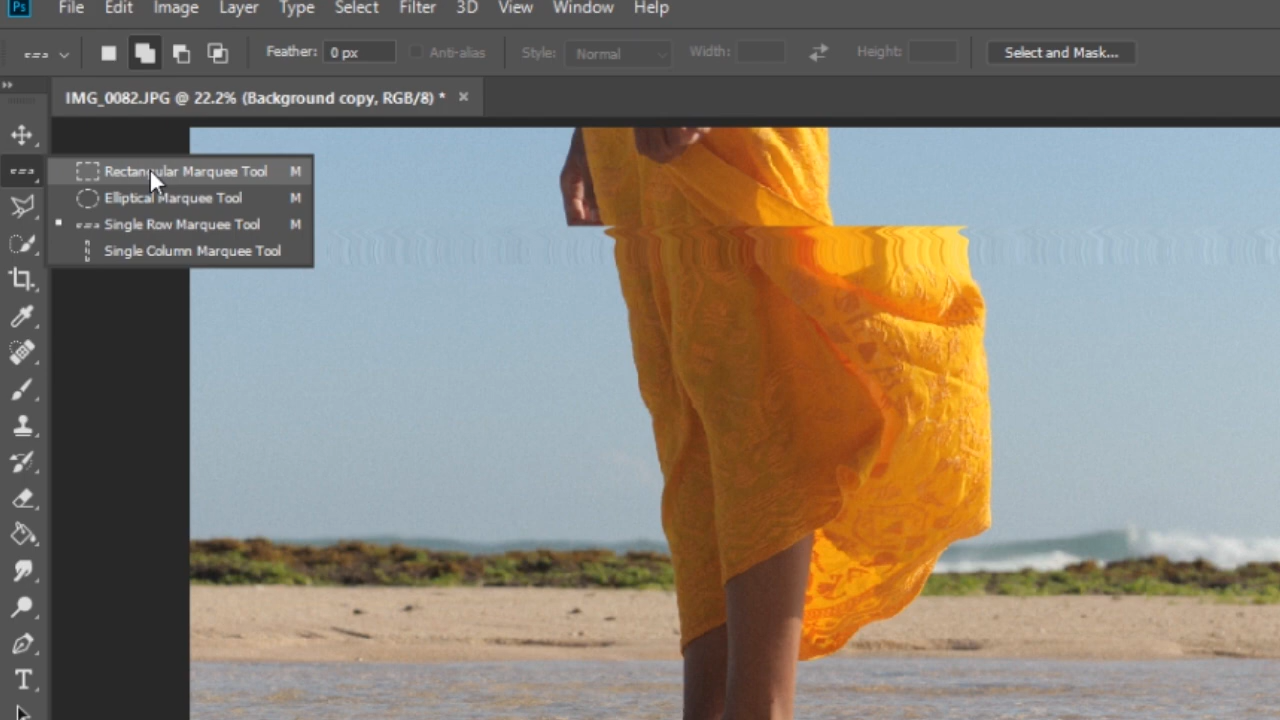 Ps File Edit Image Layer Type Select Filter 3D View Window Help
Feather: 0 px Anti-alias Style: Normal Width: Height: Select and Mask...
IMG_0082.JPG @ 22.2% (Background copy, RGB/8) * ×
Rectangular Marquee Tool M
Elliptical Marquee Tool M
Single Row Marquee Tool M
Single Column Marquee Tool
T